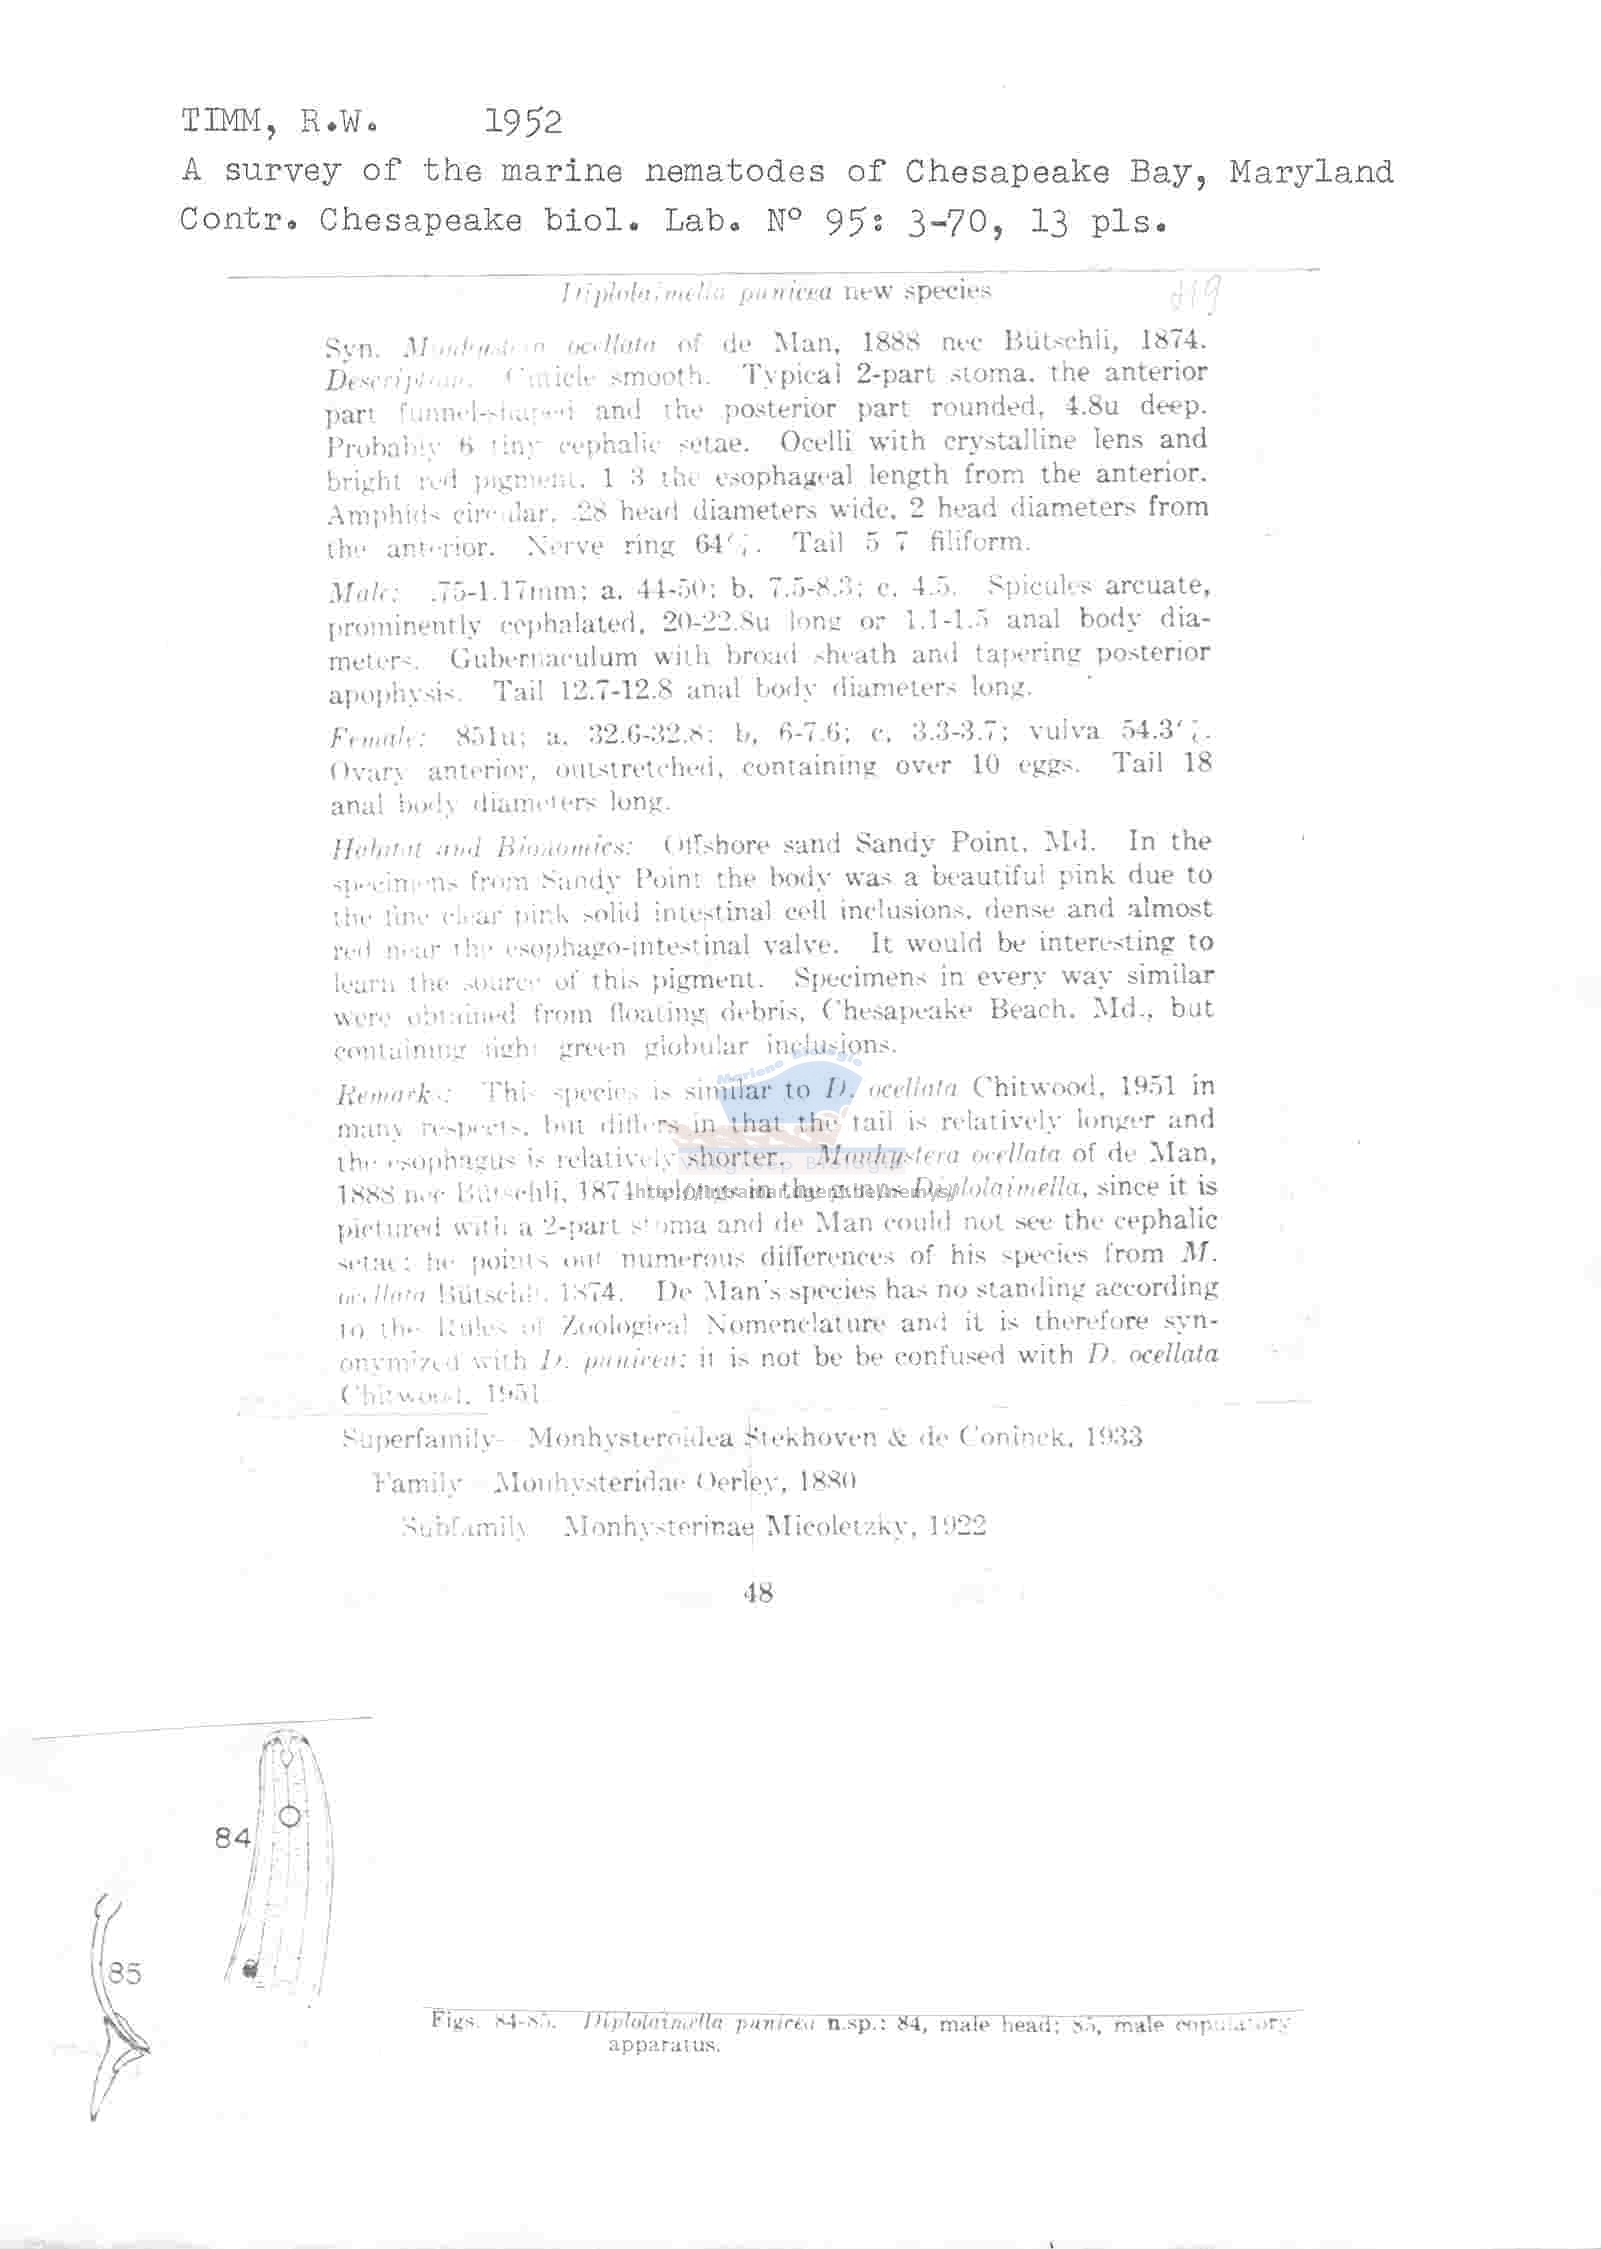 TIMM, R.W. 1952
A survey of the marine nematodes of Chesapeake Bay, Maryland
Contr. Chesapeake biol. Lab. Nº 95: 3-70, 13 pls.
Diplolaimella punicea new species
Syn. Monhystera ocellata of de Man, 1888 nec Bütschli, 1874.
Description. Cuticle smooth. Typical 2-part stoma, the anterior
part funnel-shaped and the posterior part rounded, 4.8u deep.
Probably 6 tiny cephalic setae. Ocelli with crystalline lens and
bright red pigment, 1 3 the esophageal length from the anterior.
Amphids circular, .28 head diameters wide, 2 head diameters from
the anterior. Nerve ring 64%. Tail 5 7 filiform.
Male: .75-1.17mm; a, 44-50; b, 7.5-8.3; c, 4.5. Spicules arcuate,
prominently cephalated, 20-22.8u long or 1.1-1.5 anal body dia-
meters. Gubernaculum with broad sheath and tapering posterior
apophysis. Tail 12.7-12.8 anal body diameters long.
Female: 851u; a, 32.6-32.8; b, 6-7.6; c, 3.3-3.7; vulva 54.3%.
Ovary anterior, outstretched, containing over 10 eggs. Tail 18
anal body diameters long.
Habitat and Bionomics: Offshore sand Sandy Point, Md. In the
specimens from Sandy Point the body was a beautiful pink due to
the fine clear pink solid intestinal cell inclusions, dense and almost
red near the esophago-intestinal valve. It would be interesting to
learn the source of this pigment. Specimens in every way similar
were obtained from floating debris, Chesapeake Beach, Md., but
containing light green globular inclusions.
Remarks: This species is similar to D. ocellata Chitwood, 1951 in
many respects, but differs in that the tail is relatively longer and
the esophagus is relatively shorter. Monhystera ocellata of de Man,
1888 nec Bütschli, 1874 belongs in the genus Diplolaimella, since it is
pictured with a 2-part stoma and de Man could not see the cephalic
setae; he points out numerous differences of his species from M.
ocellata Bütschli, 1874. De Man's species has no standing according
to the Rules of Zoological Nomenclature and it is therefore syn-
onymized with D. punicea; it is not be be confused with D. ocellata
Chitwood, 1951
Superfamily- Monhysteroidea Stekhoven & de Coninck, 1933
Family Monhysteridae Oerley, 1880
Subfamily Monhysterinae Micoletzky, 1922
48
84
85
Figs. 84-85. Diplolaimella punicea n.sp.: 84, male head; 85, male copulatory
apparatus.